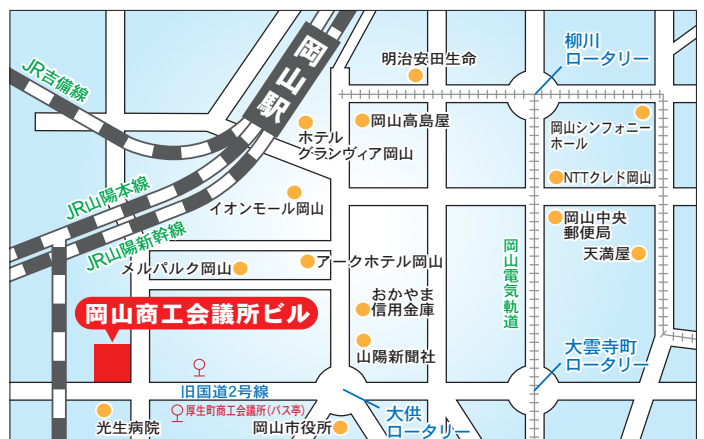 柳川
ロータリー
明治安田生命
岡山駅
JR吉備線
岡山高島屋
岡山シンフォニー
ホール
ホテル
グランヴィア岡山
NTTクレド岡山
JR山陽本線
イオンモール岡山
岡山中央
郵便局
JR山陽新幹線
岡山電気軌道
天満屋
メルパルク岡山
アークホテル岡山
おかやま
信用金庫
岡山商工会議所ビル
山陽新聞社
大雲寺町
ロータリー
旧国道2号線
厚生町商工会議所(バス亭)
大供
ロータリー
光生病院
岡山市役所